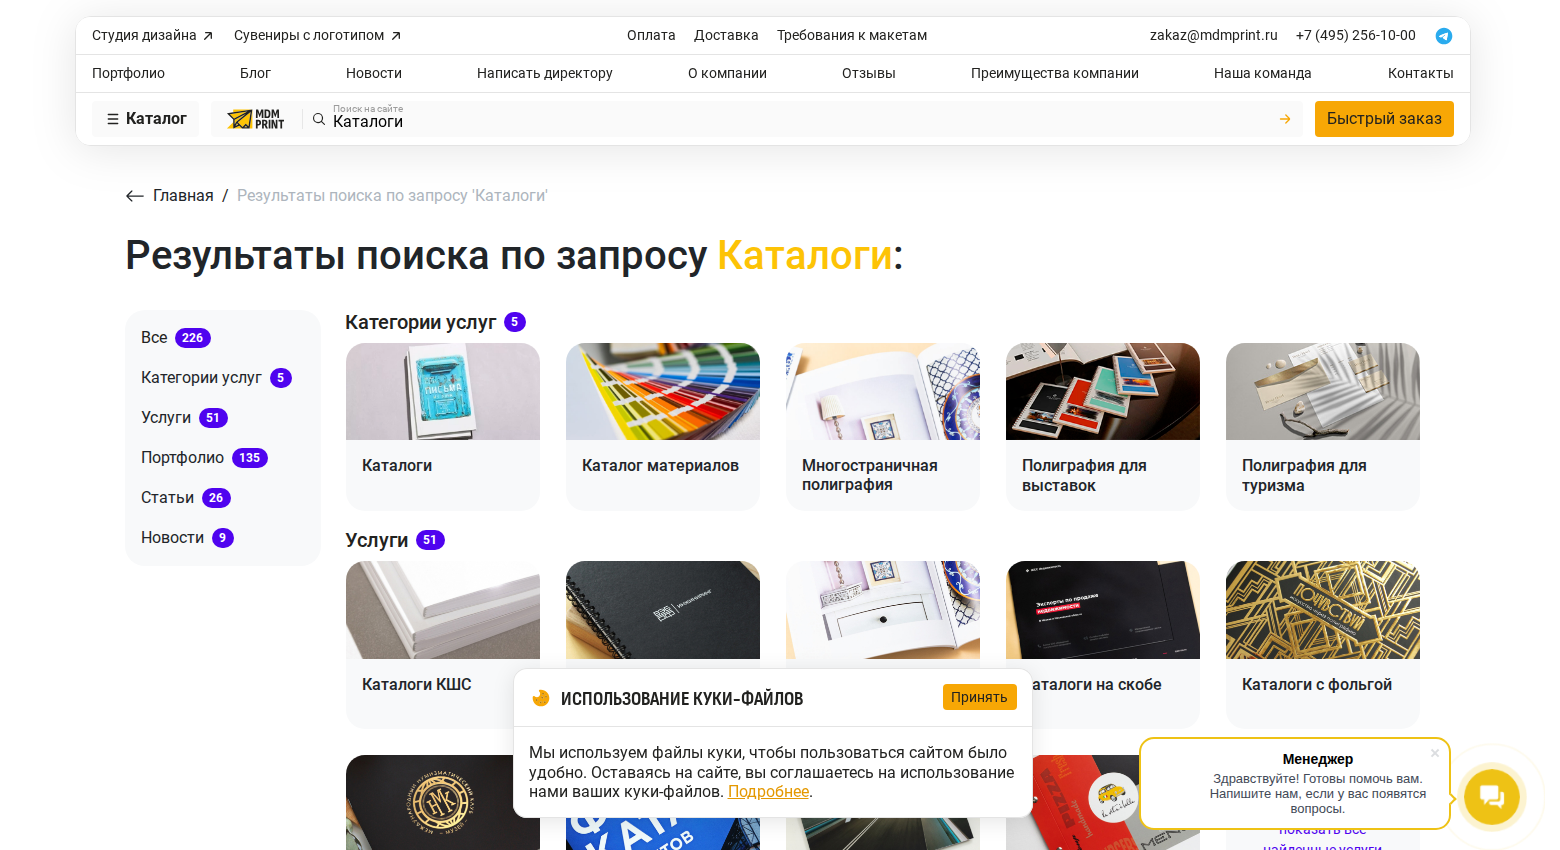 Студия дизайна
Сувениры с логотипом
Оплата
Доставка
Требования к макетам
zakaz@mdmprint.ru
+7 (495) 256-10-00
Портфолио
Блог
Новости
Написать директору
О компании
Отзывы
Преимущества компании
Наша команда
Контакты
Каталог
MDM
PRINT
Поиск на сайте
Каталоги
Быстрый заказ
Главная / Результаты поиска по запросу 'Каталоги'
Результаты поиска по запросу Каталоги:
Все 226
Категории услуг 5
Услуги 51
Портфолио 135
Статьи 26
Новости 9
Категории услуг 5
ПИСЬМА
Каталоги
Каталог материалов
Многостраничная
полиграфия
Полиграфия для
выставок
Полиграфия для
туризма
Услуги 51
Эксперты по продаже
недвижимости
Каталоги КШС
аталоги на скобе
Каталоги с фольгой
ИСПОЛЬЗОВАНИЕ КУКИ-ФАЙЛОВ
Принять
Мы используем файлы куки, чтобы пользоваться сайтом было
удобно. Оставаясь на сайте, вы соглашаетесь на использование
нами ваших куки-файлов. Подробнее.
Менеджер
Здравствуйте! Готовы помочь вам.
Напишите нам, если у вас появятся
вопросы.
показать все
найденные услуги
PIZZA